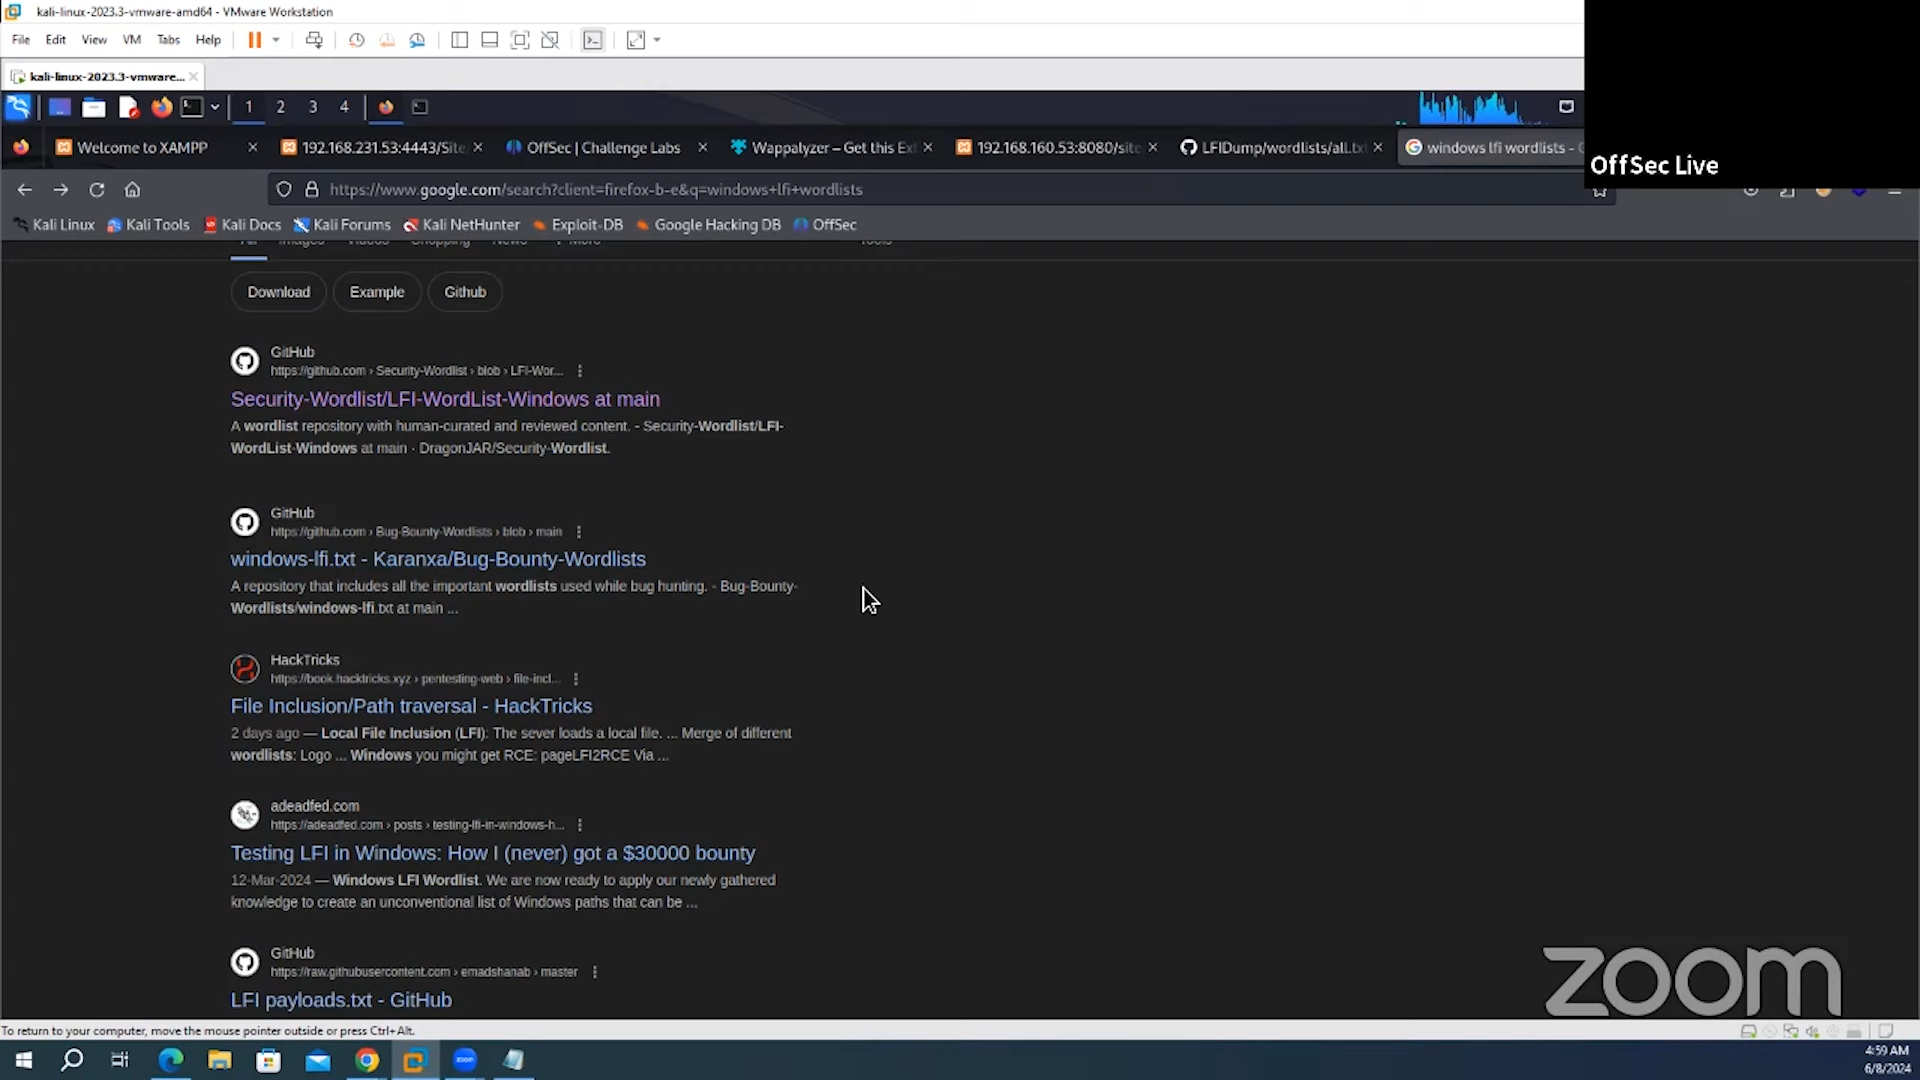 kali-linux-2023.3-vmware-amd64 - VMware Workstation
File Edit View VM Tabs Help
kali-linux-2023.3-vmware...
1 2 3 4
Welcome to XAMPP
192.168.231.53:4443/Site
OffSec | Challenge Labs
Wappalyzer – Get this Ext
192.168.160.53:8080/site
LFIDump/wordlists/all.txt
windows lfi wordlists -
OffSec Live
https://www.google.com/search?client=firefox-b-e&q=windows+lfi+wordlists
Kali Linux Kali Tools Kali Docs Kali Forums Kali NetHunter Exploit-DB Google Hacking DB OffSec
All Images Videos Shopping News More Tools
Download Example Github
GitHub
https://github.com › Security-Wordlist › blob › LFI-Wor...
Security-Wordlist/LFI-WordList-Windows at main
A wordlist repository with human-curated and reviewed content. - Security-Wordlist/LFI-
WordList-Windows at main · DragonJAR/Security-Wordlist.
GitHub
https://github.com › Bug-Bounty-Wordlists › blob › main
windows-lfi.txt - Karanxa/Bug-Bounty-Wordlists
A repository that includes all the important wordlists used while bug hunting. - Bug-Bounty-
Wordlists/windows-lfi.txt at main ...
HackTricks
https://book.hacktricks.xyz › pentesting-web › file-incl...
File Inclusion/Path traversal - HackTricks
2 days ago — Local File Inclusion (LFI): The sever loads a local file. ... Merge of different
wordlists: Logo ... Windows you might get RCE: pageLFI2RCE Via ...
adeadfed.com
https://adeadfed.com › posts › testing-lfi-in-windows-h...
Testing LFI in Windows: How I (never) got a $30000 bounty
12-Mar-2024 — Windows LFI Wordlist. We are now ready to apply our newly gathered
knowledge to create an unconventional list of Windows paths that can be ...
GitHub
https://raw.githubusercontent.com › emadshanab › master
LFI payloads.txt - GitHub
zoom
To return to your computer, move the mouse pointer outside or press Ctrl+Alt.
zoom
4:59 AM
6/8/2024